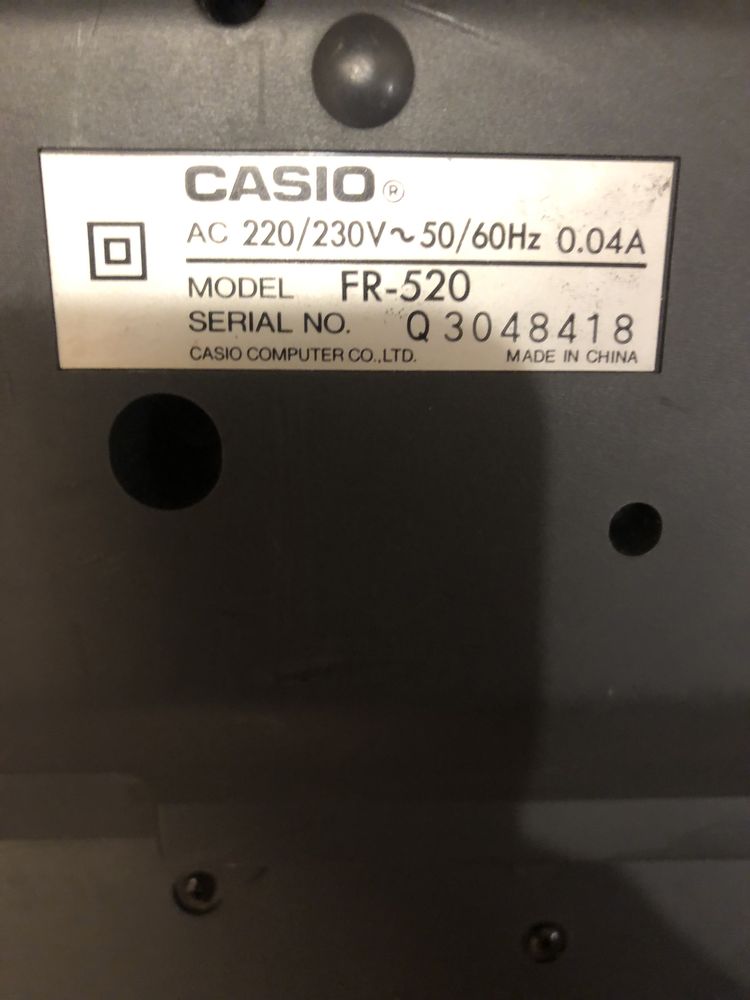 CASIO®
AC 220/230V~50/60Hz 0.04A
MODEL FR-520
SERIAL NO. Q3048418
CASIO COMPUTER CO.,LTD. MADE IN CHINA